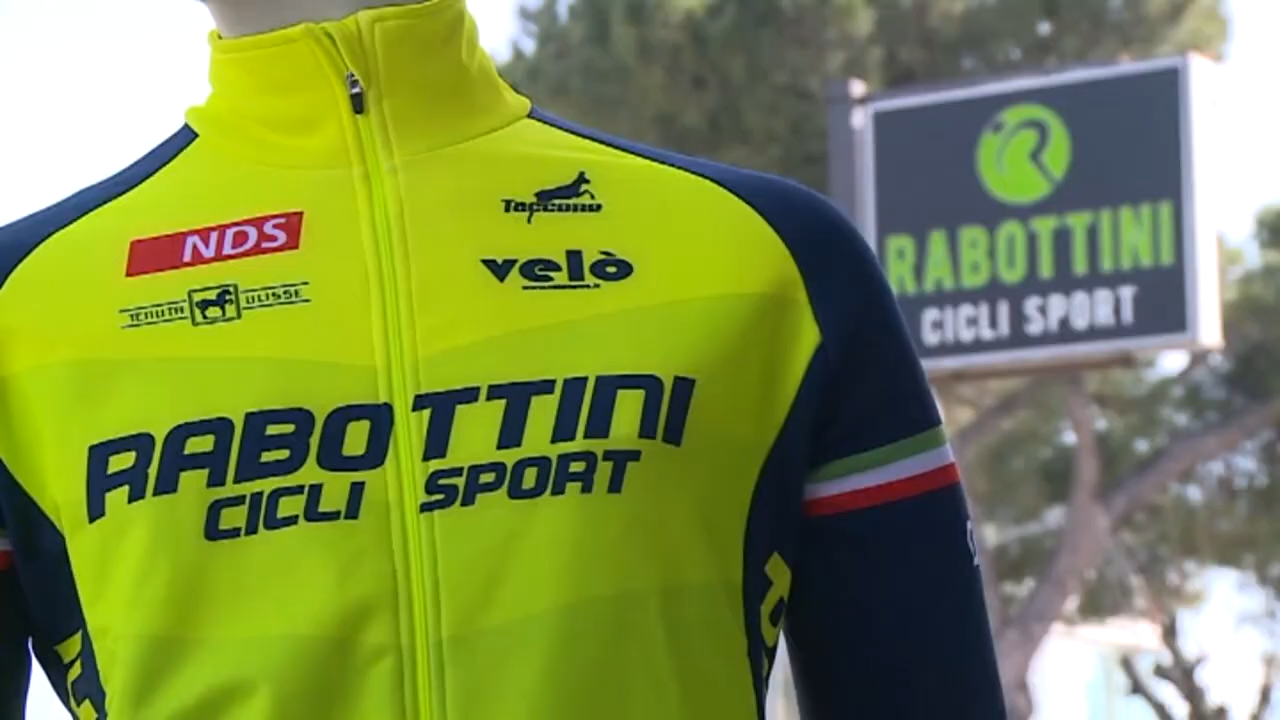 NDS
TENUTA ULISSE
Taccone
velò
RABOTTINI
CICLI SPORT
RABOTTINI
CICLI SPORT